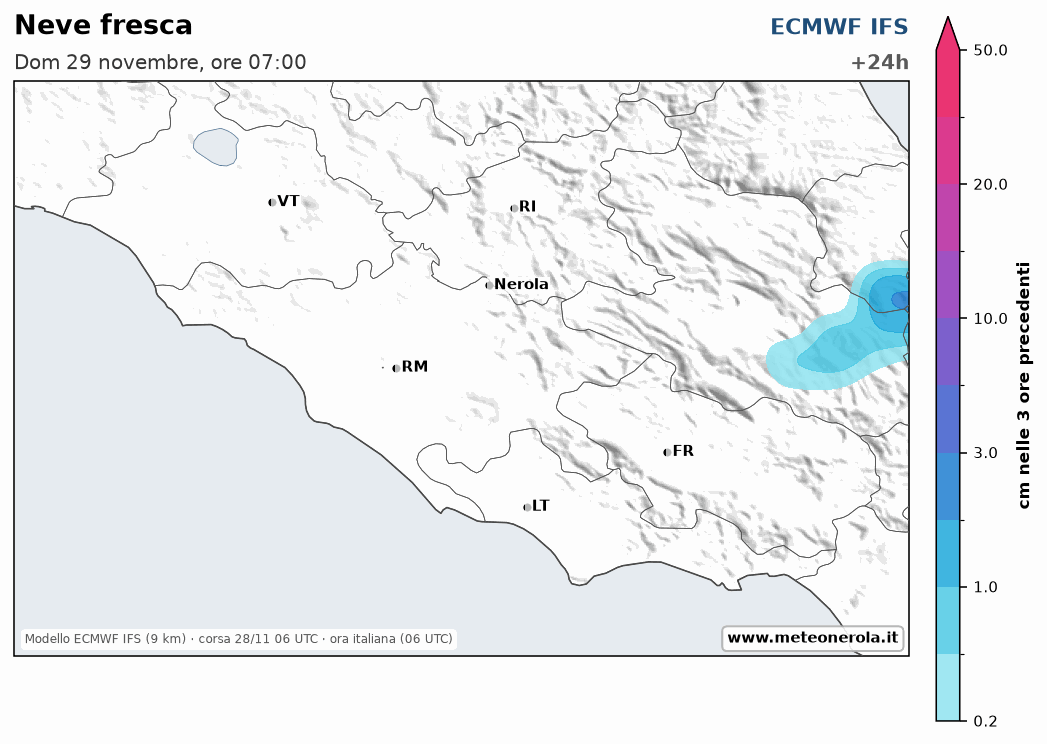 Neve fresca
ECMWF IFS
Dom 29 novembre, ore 07:00
+24h
50.0
20.0
10.0
3.0
1.0
0.2
cm nelle 3 ore precedenti
VT
RI
Nerola
RM
FR
LT
Modello ECMWF IFS (9 km) · corsa 28/11 06 UTC · ora italiana (06 UTC)
www.meteonerola.it